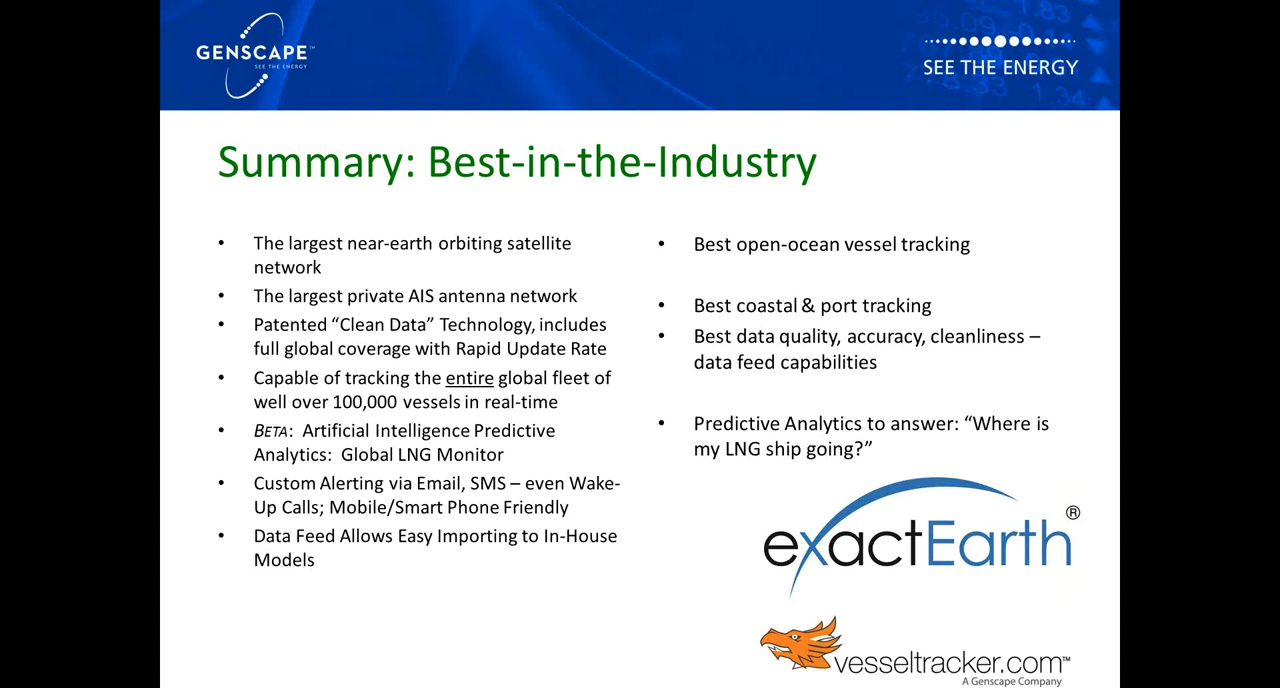 GENSCAPE™
SEE THE ENERGY
SEE THE ENERGY
Summary: Best-in-the-Industry
• The largest near-earth orbiting satellite
network
• The largest private AIS antenna network
• Patented “Clean Data” Technology, includes
full global coverage with Rapid Update Rate
• Capable of tracking the entire global fleet of
well over 100,000 vessels in real-time
• BETA: Artificial Intelligence Predictive
Analytics: Global LNG Monitor
• Custom Alerting via Email, SMS – even Wake-
Up Calls; Mobile/Smart Phone Friendly
• Data Feed Allows Easy Importing to In-House
Models
• Best open-ocean vessel tracking
• Best coastal & port tracking
• Best data quality, accuracy, cleanliness –
data feed capabilities
• Predictive Analytics to answer: “Where is
my LNG ship going?”
exactEarth®
vesseltracker.com™
A Genscape Company